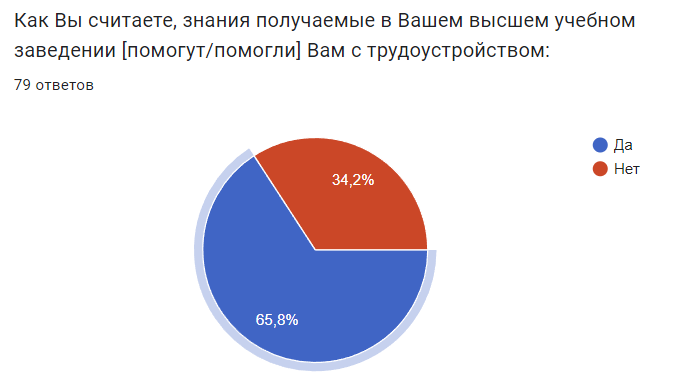 Как Вы считаете, знания получаемые в Вашем высшем учебном
заведении [помогут/помогли] Вам с трудоустройством:
79 ответов
Да
Нет
34,2%
65,8%